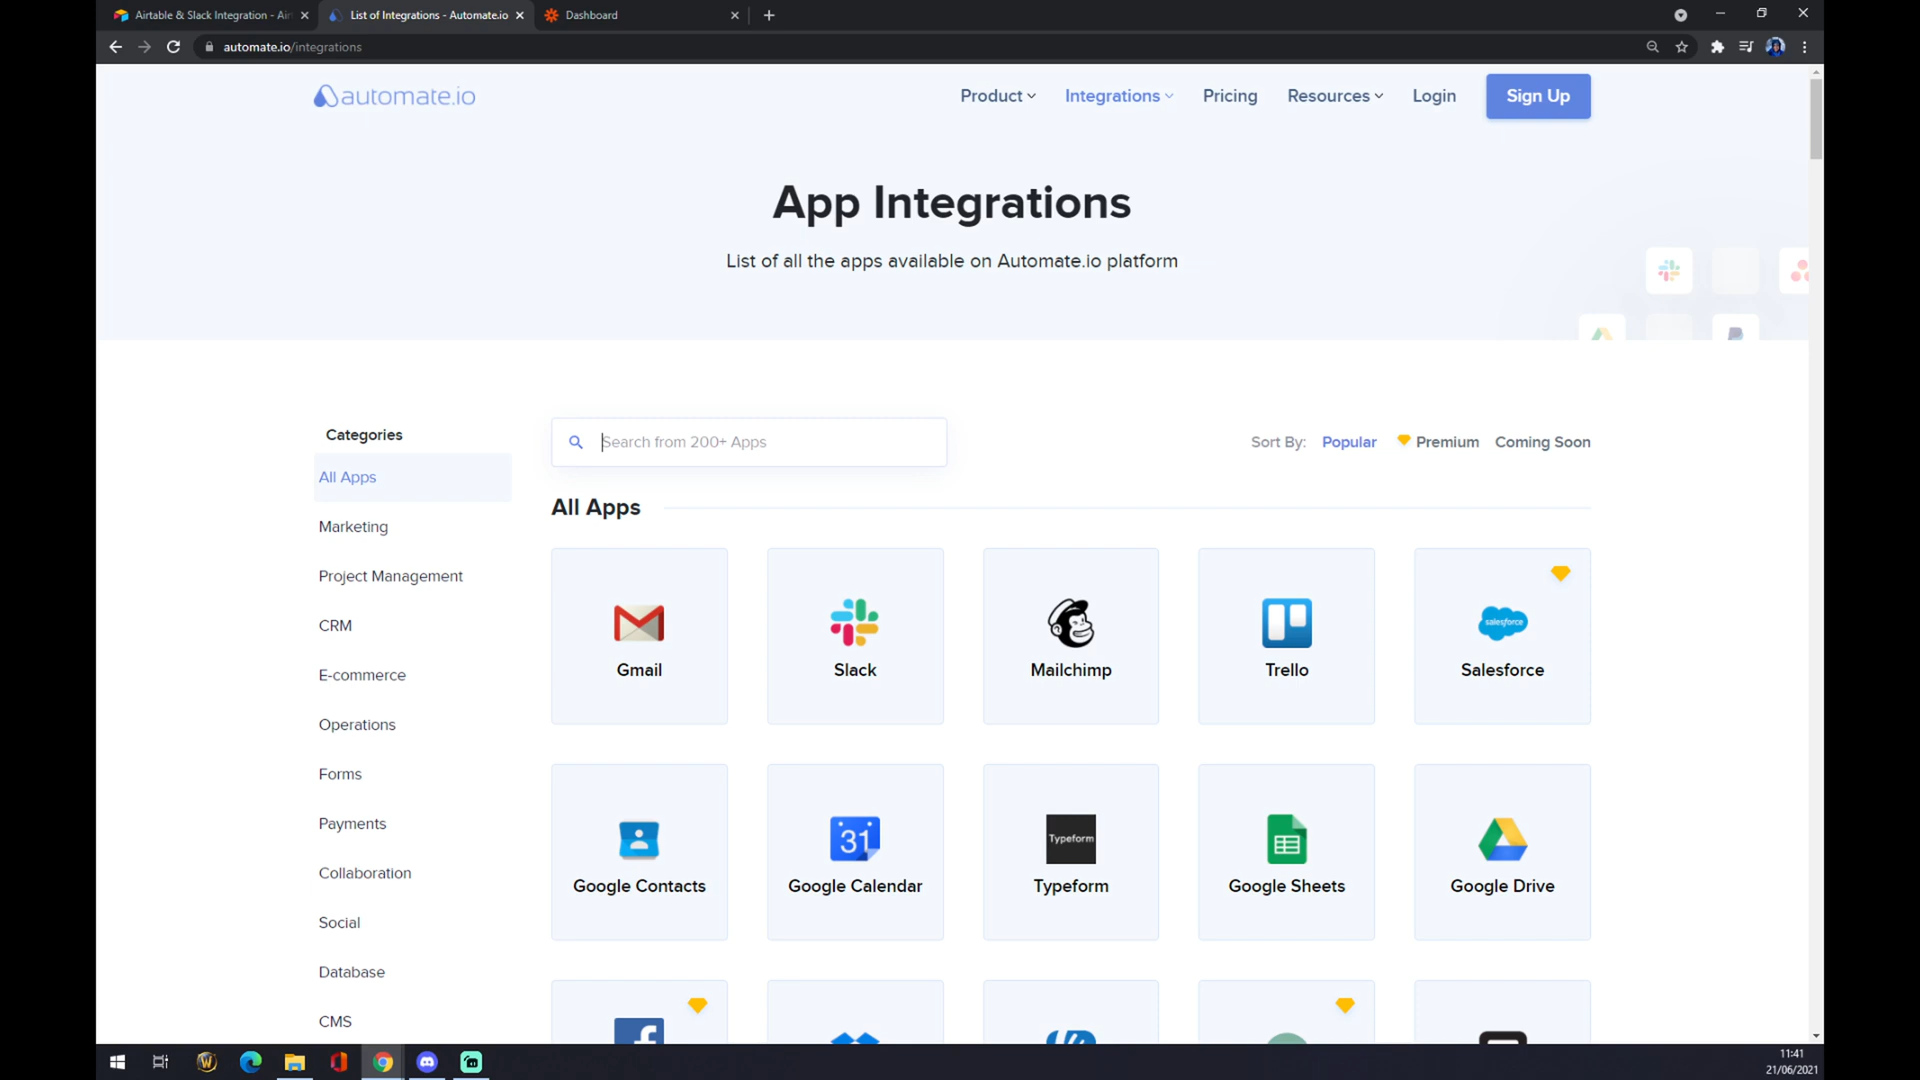 Airtable & Slack Integration - Air
List of Integrations - Automate.io
Dashboard
automate.io/integrations
automate.io
Product
Integrations
Pricing
Resources
Login
Sign Up
App Integrations
List of all the apps available on Automate.io platform
Categories
Search from 200+ Apps
Sort By:
Popular
Premium
Coming Soon
All Apps
All Apps
Marketing
Project Management
CRM
E-commerce
Operations
Forms
Payments
Collaboration
Social
Database
CMS
Gmail
Slack
Mailchimp
Trello
salesforce
Salesforce
Google Contacts
31
Google Calendar
Typeform
Typeform
Google Sheets
Google Drive
11:41
21/06/2021